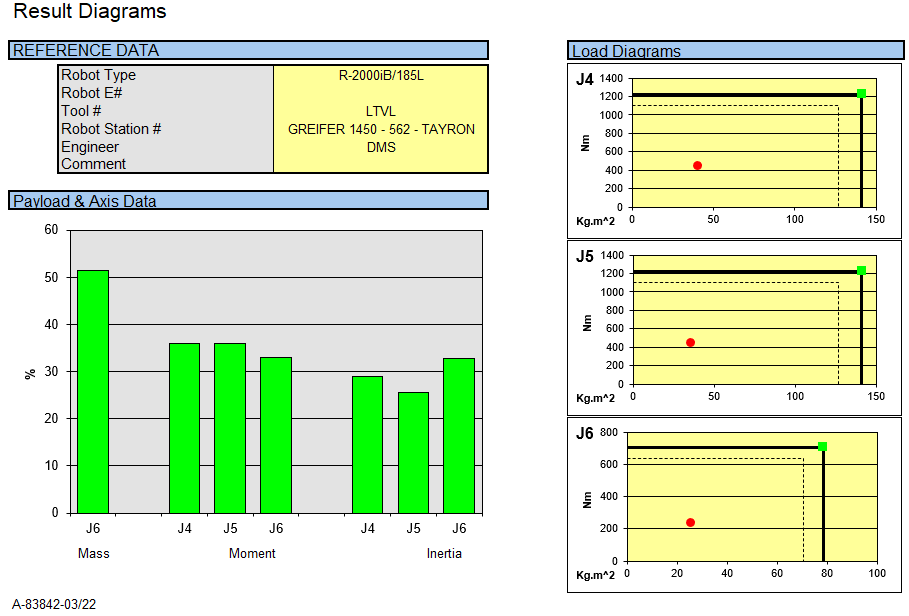 Result Diagrams
REFERENCE DATA
Robot Type R-2000iB/185L
Robot E#
Tool # LTVL
Robot Station # GREIFER 1450 - 562 - TAYRON
Engineer DMS
Comment
Payload & Axis Data
60
50
40
30
20
10
0
%
J6 J4 J5 J6 J4 J5 J6
Mass Moment Inertia
A-83842-03/22
Load Diagrams
J4
1400
1200
1000
800
600
400
200
0
Nm
Kg.m^2 0 50 100 150
J5
1400
1200
1000
800
600
400
200
0
Nm
Kg.m^2 0 50 100 150
J6
800
600
400
200
0
Nm
Kg.m^2 0 20 40 60 80 100